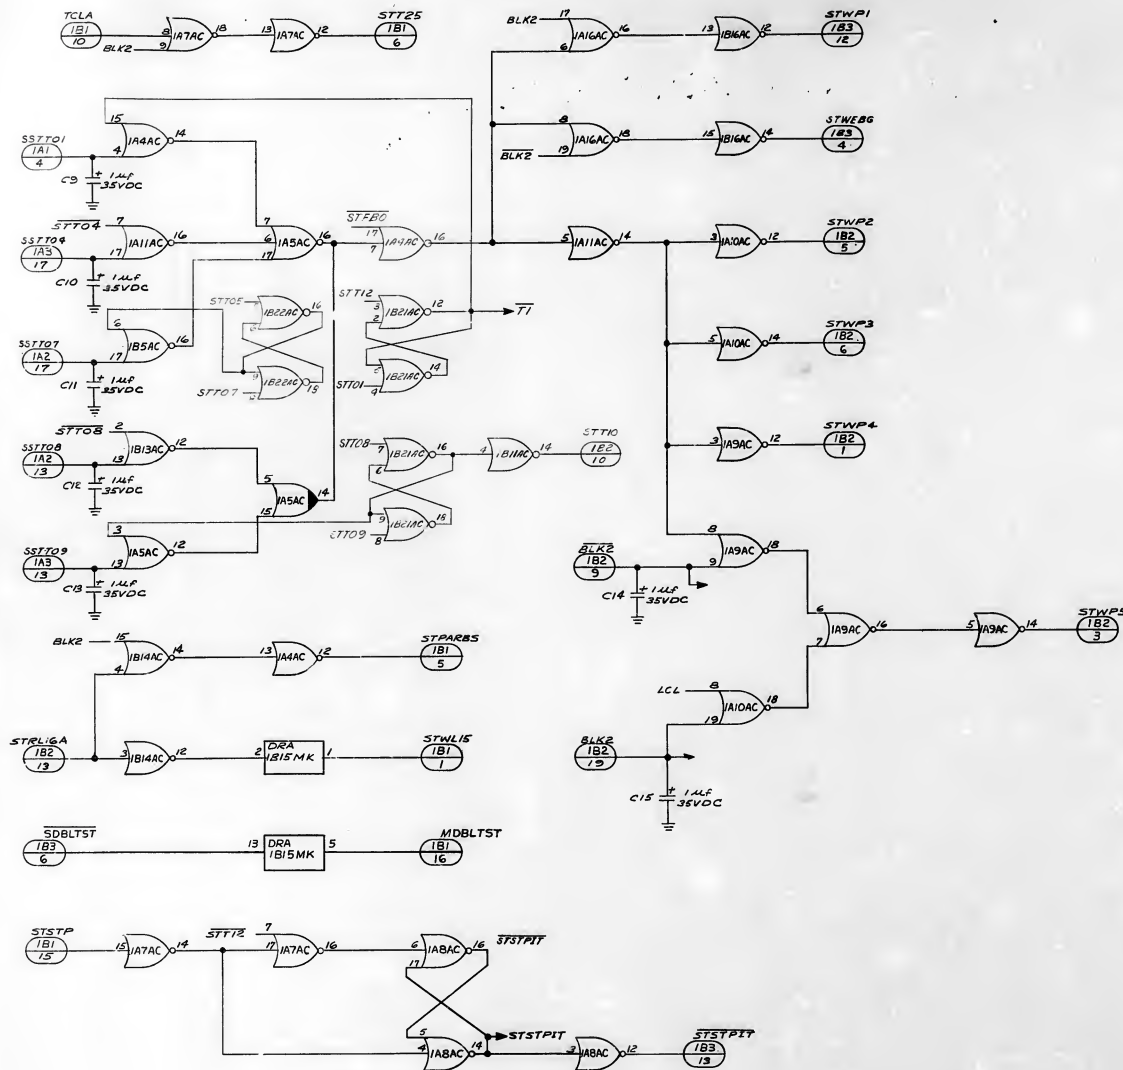 TCLA
1B1
10
8
9
BLK2
1A7AC
18
13
1A7AC
12
STT25
1B1
6
BLK2
17
6
1A16AC
16
13
1B16AC
12
STWP1
1B3
12
8
19
BLK2
1A16AC
18
15
1B16AC
14
STWEBG
1B3
4
SSTT01
1A1
4
15
4
1A4AC
14
C9
+ 1μf
35VDC
STT04
7
SSTT04
1A3
17
17
1A11AC
16
C10
+ 1μf
35VDC
7
6
17
1A5AC
16
STFB0
17
7
1A4AC
16
5
1A11AC
14
3
1A10AC
12
STWP2
1B2
5
SSTT07
1A2
17
6
17
1B5AC
16
C11
+ 1μf
35VDC
STT05
1B22AC
16
9
1B22AC
18
STT07
STT12
3
2
1B21AC
12
T1
1B21AC
14
STT01
4
5
1A10AC
14
STWP3
1B2
6
STT08
2
SSTT08
1A2
13
13
1B13AC
12
C12
+ 1μf
35VDC
5
15
1A5AC
14
STT08
7
6
1B21AC
16
4
1B11AC
14
STT10
1B2
10
9
8
STT09
1B21AC
18
3
1A9AC
12
STWP4
1B2
1
SSTT09
1A3
13
3
13
1A5AC
12
C13
+ 1μf
35VDC
BLK2
1B2
9
8
9
1A9AC
18
C14
+ 1μf
35VDC
6
7
1A9AC
16
5
1A9AC
14
STWP5
1B2
3
BLK2
15
4
1B14AC
14
13
1A4AC
12
STPARBS
1B1
5
LCL
8
19
1A10AC
18
STRL16A
1B2
13
3
1B14AC
12
2
DRA
1B15MK
1
STWL15
1B1
1
BLK2
1B2
19
C15
+ 1μf
35VDC
SDBLTST
1B3
6
13
DRA
1B15MK
5
MDBLTST
1B1
16
STSTP
1B1
15
15
1A7AC
14
STT12
7
17
1A7AC
16
6
17
1A8AC
16
STSTPIT
5
4
1A8AC
14
STSTPIT
3
1A8AC
12
STSTPIT
1B3
13